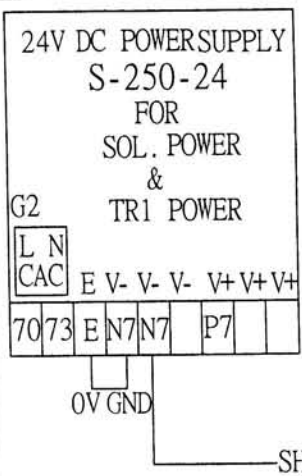 24V DC POWERSUPPLY
S-250-24
FOR
SOL. POWER
&
TR1 POWER
G2
L N
CAC
E V- V- V- V+ V+ V+
70 73 E N7 N7 P7
0V GND
SH